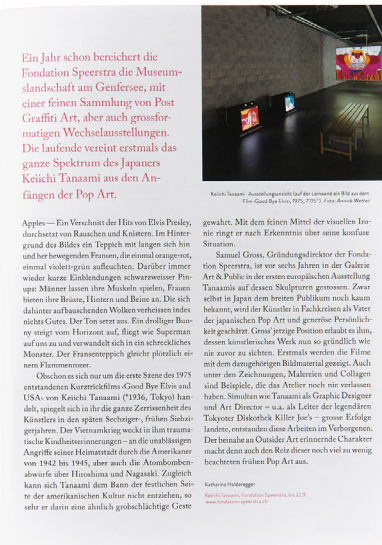 Ein Jahr schon bereichert die
Fondation Speerstra die Museum-
slandschaft am Genfersee, mit
einer feinen Sammlung von Post
Graffiti Art, aber auch grossfor-
matigen Wechselausstellungen.
Die laufende vereint erstmals das
ganze Spektrum des Japaners
Keiichi Tanaami aus den An-
fängen der Pop Art.
Keiichi Tanaami · Ausstellungsansicht (auf der Leinwand ein Bild aus dem
Film ‹Good Bye Elvis›, 1975, 7'05''). Foto: Annick Wetter
Apples — Ein Verschnitt der Hits von Elvis Presley,
durchsetzt von Rauschen und Knistern. Im Hinter-
grund des Bildes ein Teppich mit langen sich hin
und her bewegenden Fransen, die einmal orange-rot,
einmal violett-grün aufleuchten. Darüber immer
wieder kurze Einblendungen schwarzweisser Pin-
ups: Männer lassen ihre Muskeln spielen, Frauen
bieten ihre Brüste, Hintern und Beine an. Die sich
dahinter aufbauschenden Wolken verheissen indes
nichts Gutes. Der Ton setzt aus. Ein drolliger Bun-
ny steigt vom Horizont auf, fliegt wie Superman
auf uns zu und verwandelt sich in ein schreckliches
Monster. Der Fransenteppich gleicht plötzlich ei-
nem Flammenmeer.
Obschon es sich nur um die erste Szene des 1975
entstandenen Kurztrickfilms ‹Good Bye Elvis and
USA› von Keiichi Tanaami (*1936, Tokyo) han-
delt, spiegelt sich in ihr die ganze Zerrissenheit des
Künstlers in den späten Sechziger-, frühen Siebzi-
gerjahren. Der Vietnamkrieg weckt in ihm trauma-
tische Kindheitserinnerungen – an die unablässigen
Angriffe seiner Heimatstadt durch die Amerikaner
von 1942 bis 1945, aber auch die Atombomben-
abwürfe über Hiroshima und Nagasaki. Zugleich
kann sich Tanaami dem Bann der festlichen Sei-
te der amerikanischen Kultur nicht entziehen, so
sehr er darin eine ähnlich grobschlächtige Geste
gewahrt. Mit dem feinen Mittel der visuellen Iro-
nie ringt er nach Erkenntnis über seine konfuse
Situation.
Samuel Gross, Gründungsdirektor der Fonda-
tion Speerstra, ist vor sechs Jahren in der Galerie
Art & Public in der ersten europäischen Ausstellung
Tanaamis auf dessen Skulpturen gestossen. Zwar
selbst in Japan dem breiten Publikum noch kaum
bekannt, wird der Künstler in Fachkreisen als Vater
der japanischen Pop Art und generöse Persönlich-
keit geschätzt. Gross' jetzige Position erlaubt es ihm,
dessen künstlerisches Werk nun so gründlich wie
nie zuvor zu sichten. Erstmals werden die Filme
mit dem dazugehörigen Bildmaterial gezeigt. Auch
unter den Zeichnungen, Malereien und Collagen
sind Beispiele, die das Atelier noch nie verlassen
haben. Simultan wie Tanaami als Graphic Designer
und Art Director – u.a. als Leiter der legendären
Tokyoter Diskothek Killer Joe's – grosse Erfolge
landete, entstanden diese Arbeiten im Verborgenen.
Der beinahe an Outsider Art erinnernde Charakter
macht denn auch den Reiz dieser noch viel zu wenig
beachteten frühen Pop Art aus.
Katharina Holderegger
Keiichi Tanaami, Fondation Speerstra, bis 22.9.
www.fondation-speerstra.ch